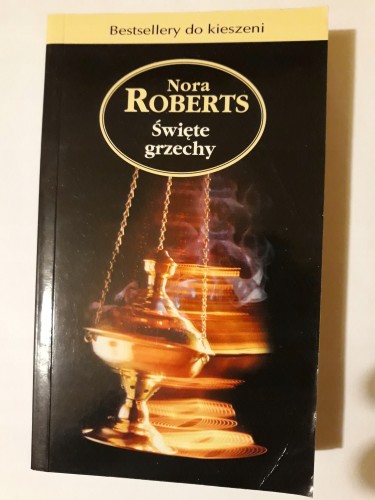 Bestsellery do kieszeni
Nora
ROBERTS
Święte
grzechy